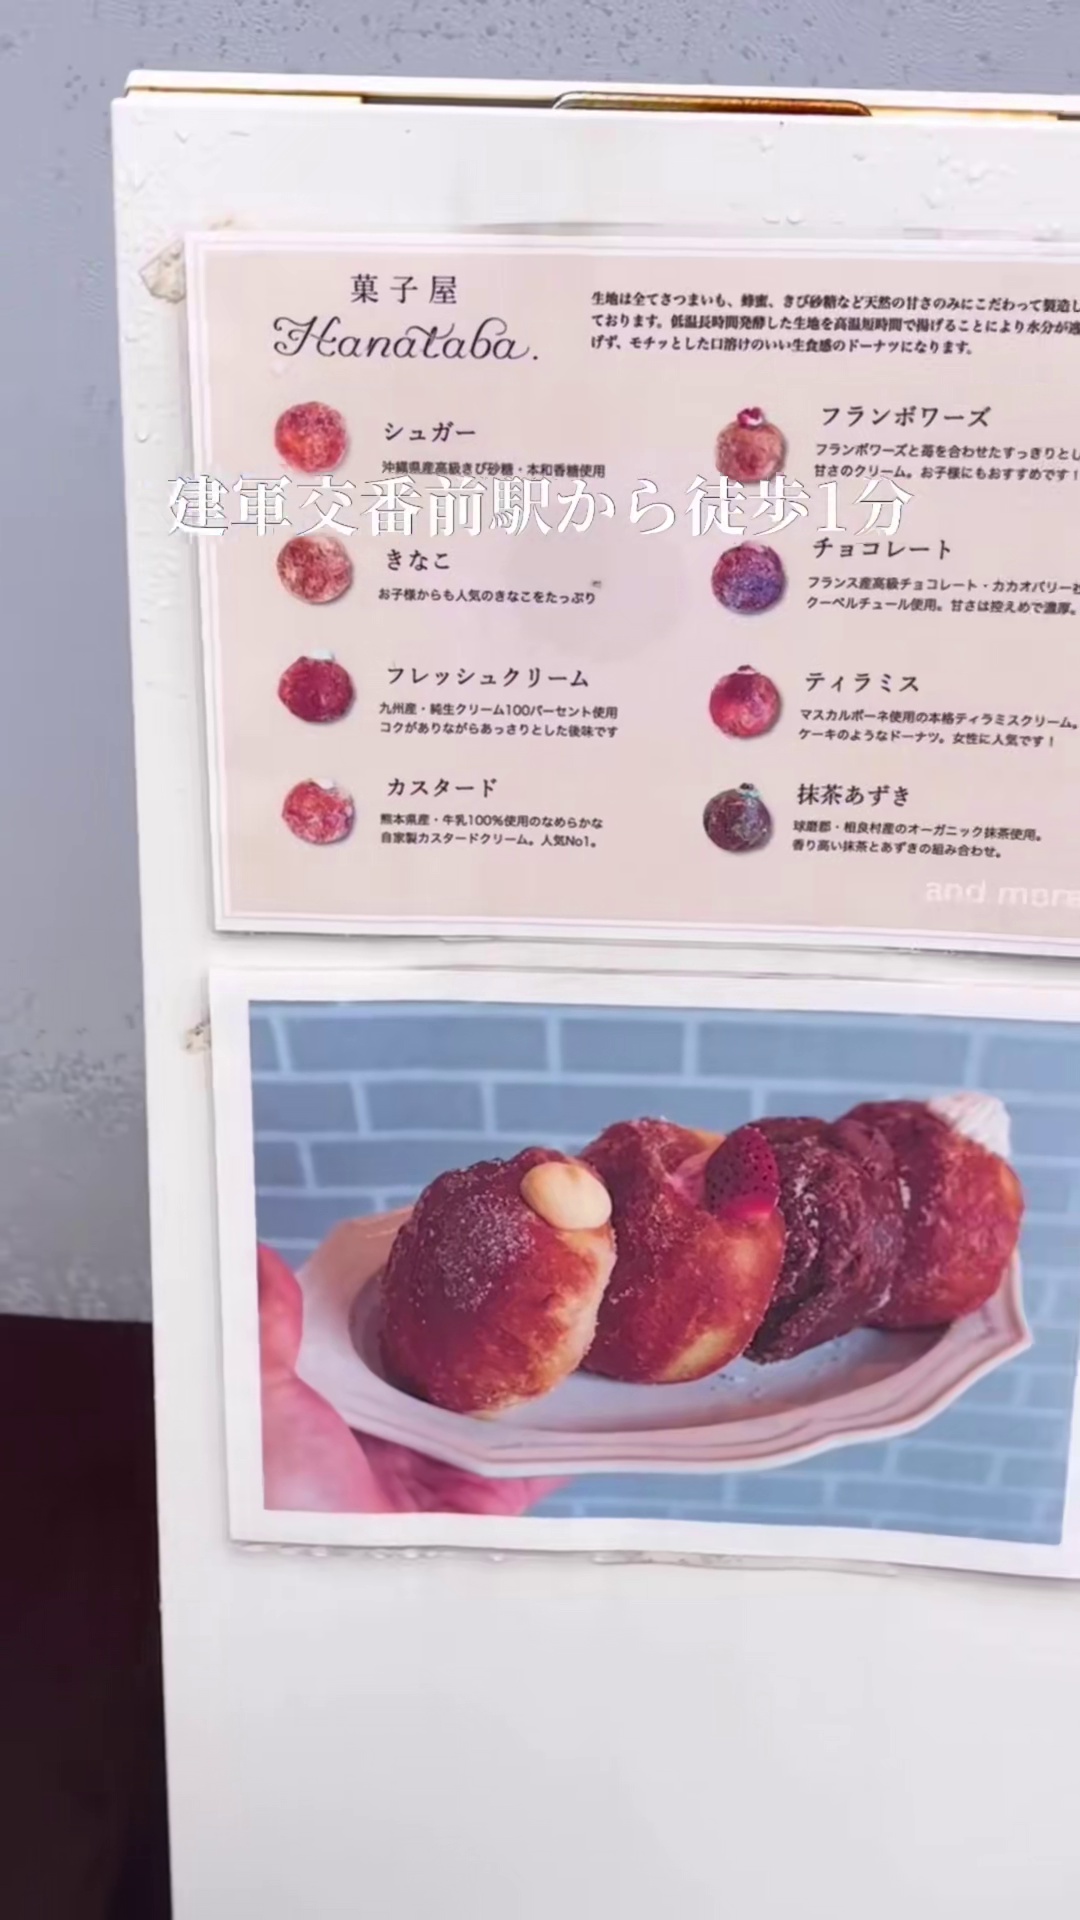 菓子屋
Hanataba.
生地は全てさつまいも、蜂蜜、きび砂糖など天然の甘さのみにこだわって製造し
ております。低温長時間発酵した生地を高温短時間で揚げることにより水分が逃
げず、モチッとした口溶けのいい生食感のドーナツになります。
シュガー
沖縄県産高級きび砂糖・本和香糖使用
建軍交番前駅から徒歩1分
きなこ
お子様からも人気のきなこをたっぷり
フレッシュクリーム
九州産・純生クリーム100パーセント使用
コクがありながらあっさりとした後味です
カスタード
熊本県産・牛乳100%使用のなめらかな
自家製カスタードクリーム。人気No1。
フランボワーズ
フランボワーズと苺を合わせたすっきりとし
甘さのクリーム。お子様にもおすすめです！
チョコレート
フランス産高級チョコレート・カカオバリー社
クーベルチュール使用。甘さは控えめで濃厚。
ティラミス
マスカルポーネ使用の本格ティラミスクリーム。
ケーキのようなドーナツ。女性に人気です！
抹茶あずき
球磨郡・相良村産のオーガニック抹茶使用。
香り高い抹茶とあずきの組み合わせ。
and more